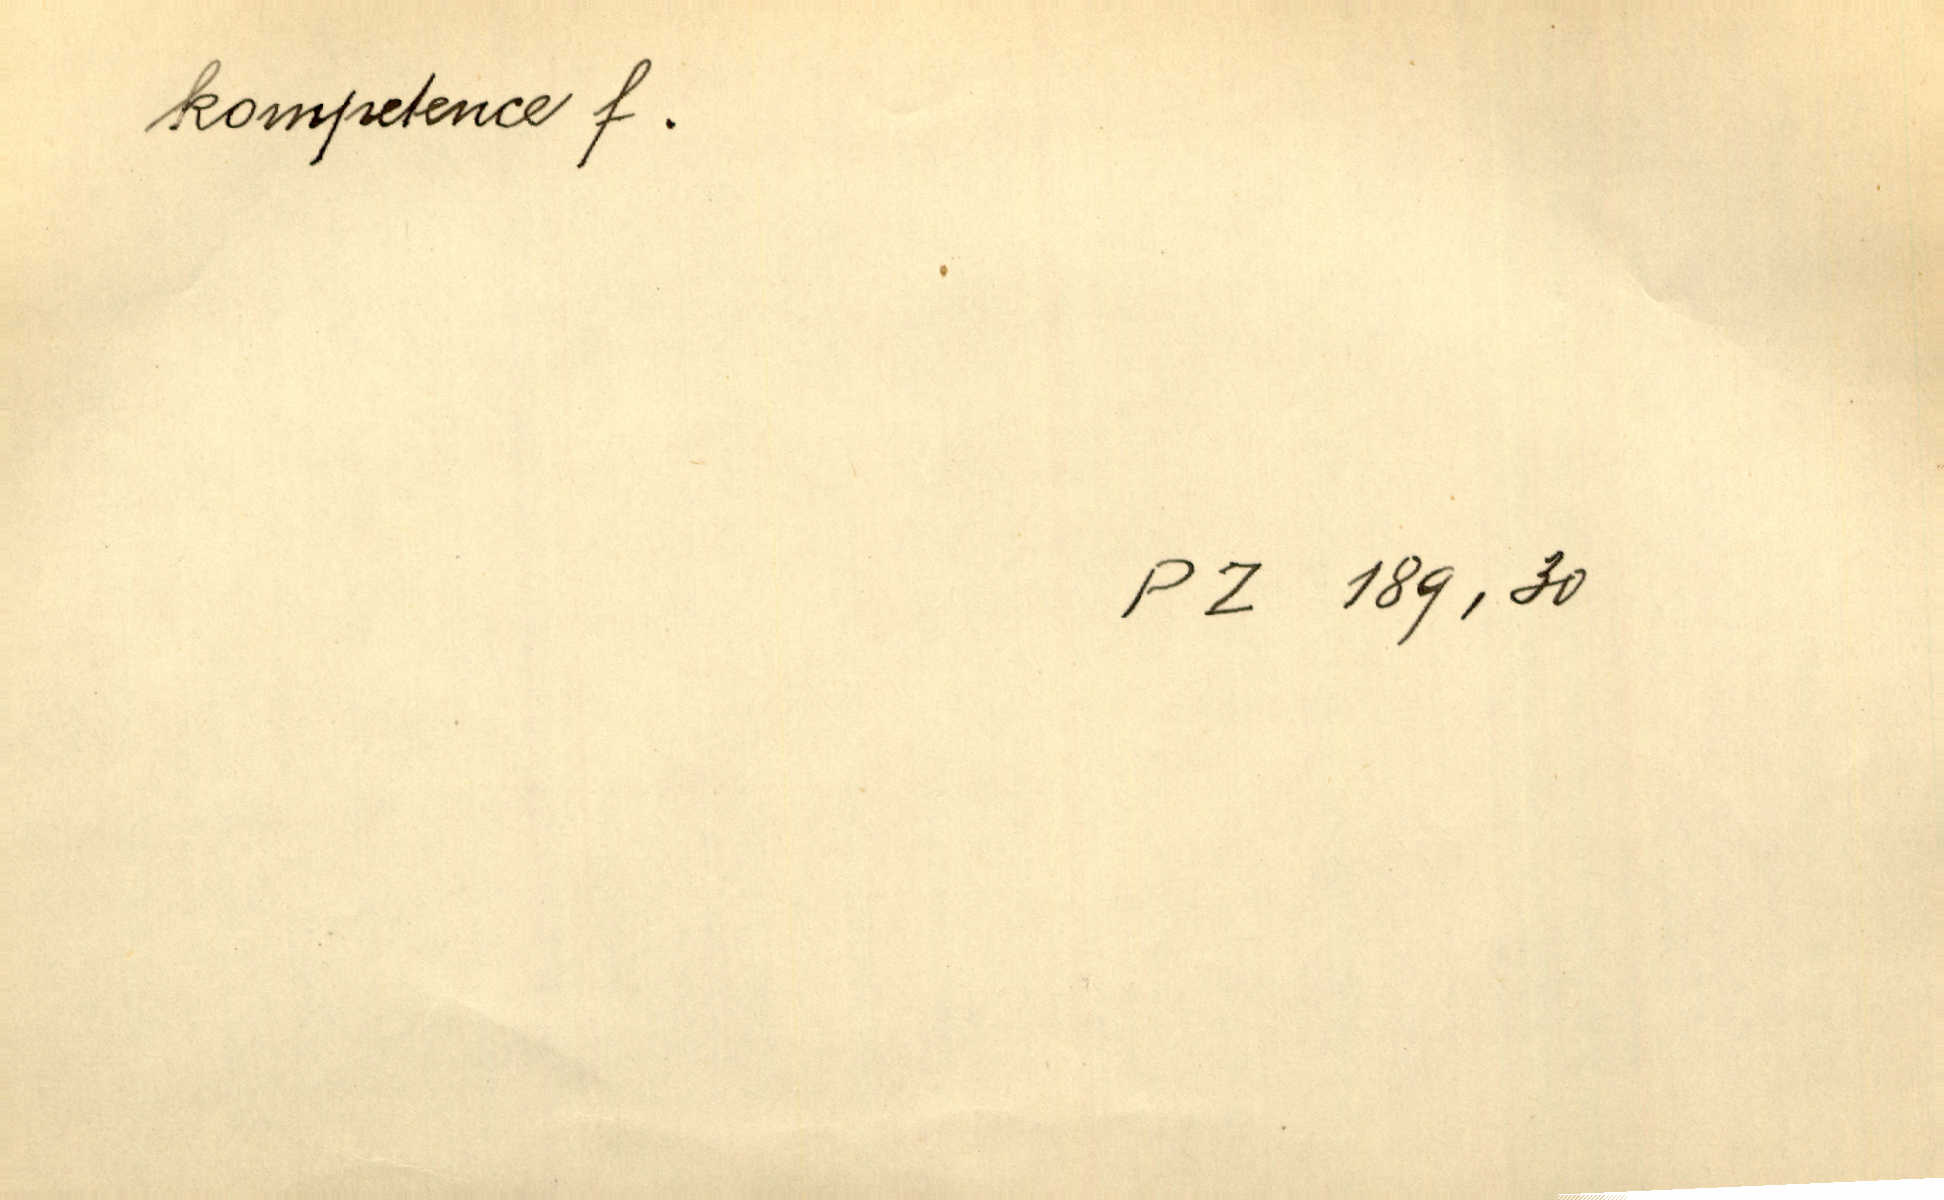 kompetence f.
PZ 189, 30